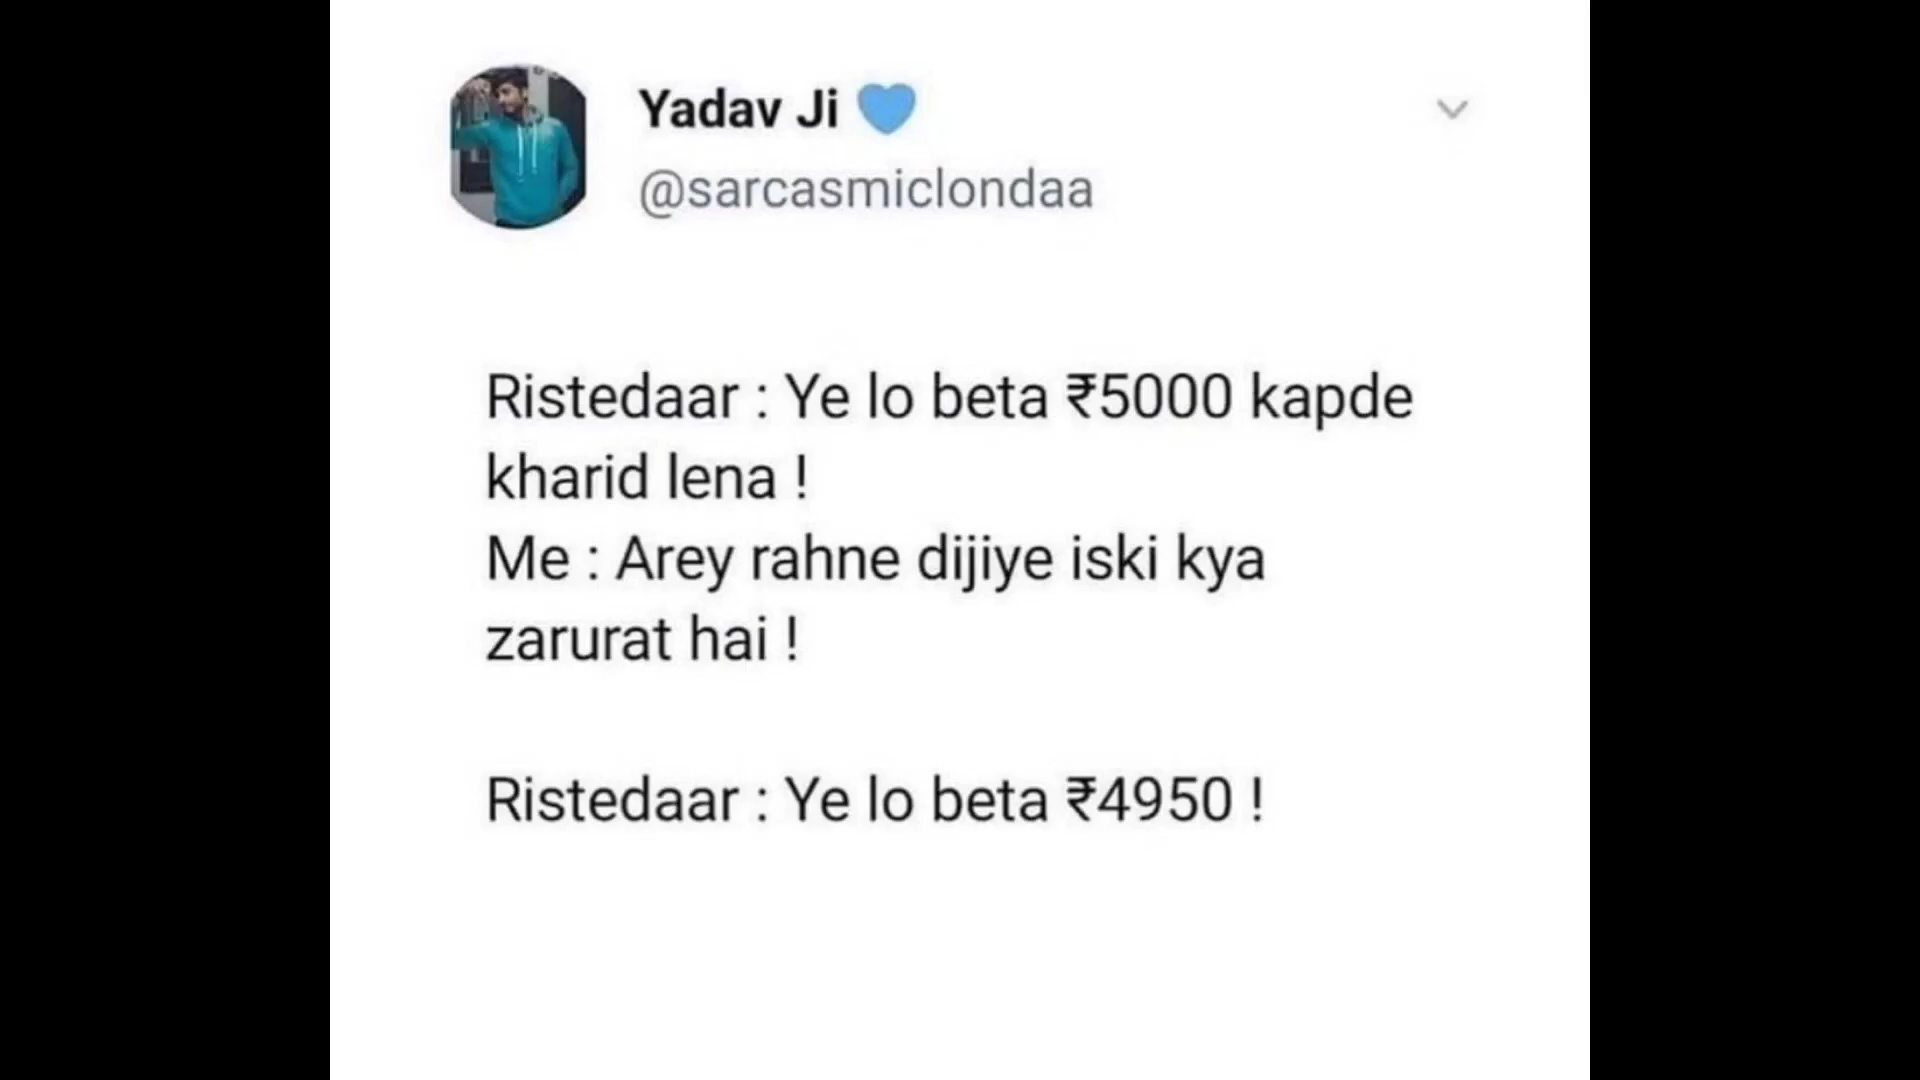 Yadav Ji 💙
@sarcasmiclondaa
Ristedaar : Ye lo beta ₹5000 kapde
kharid lena !
Me : Arey rahne dijiye iski kya
zarurat hai !
Ristedaar : Ye lo beta ₹4950 !